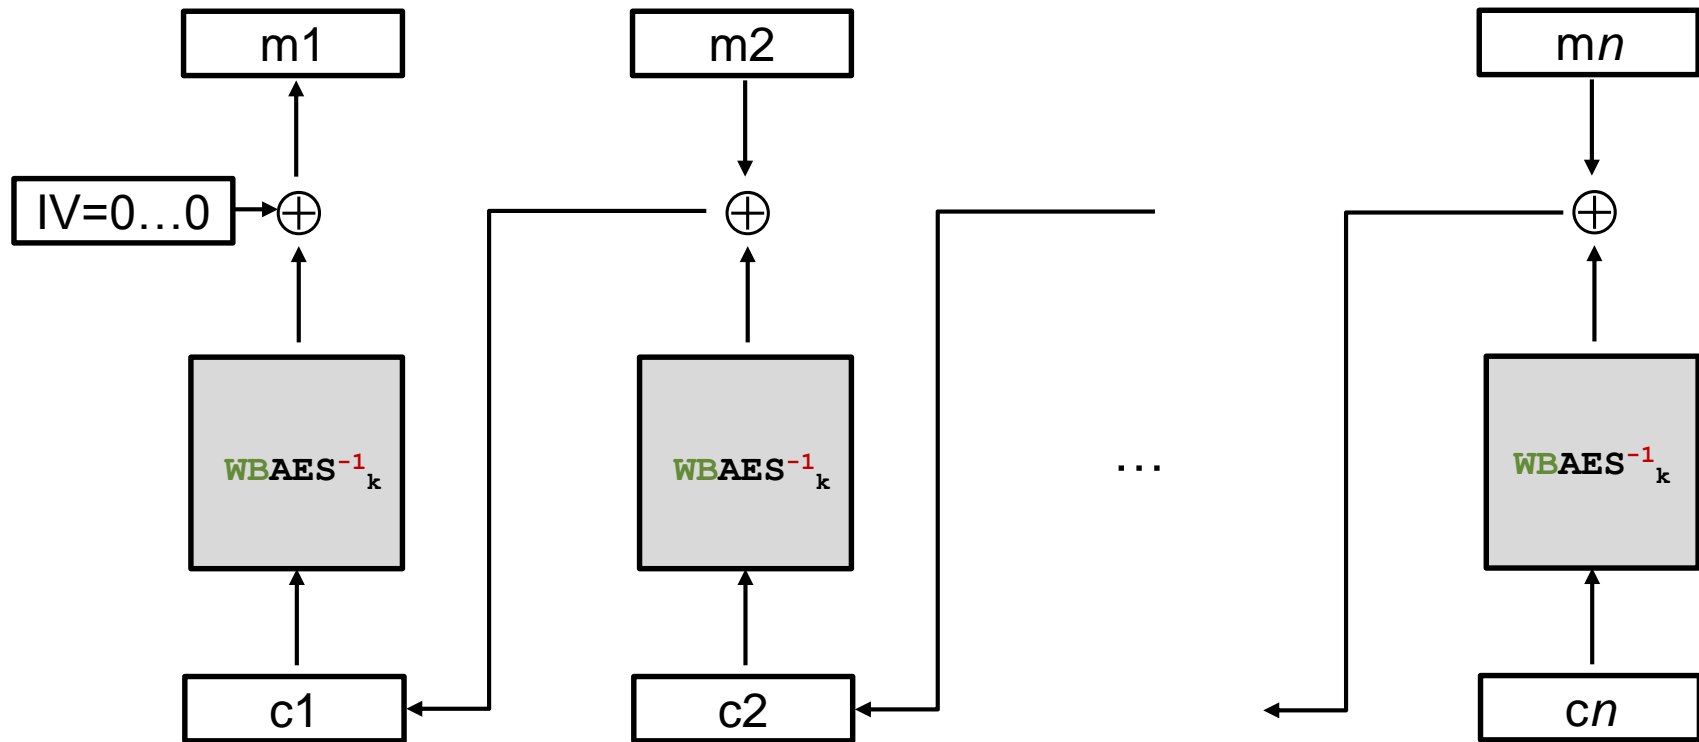 m1
m2
mn
IV=0…0
WBAES-1k
WBAES-1k
…
WBAES-1k
c1
c2
cn